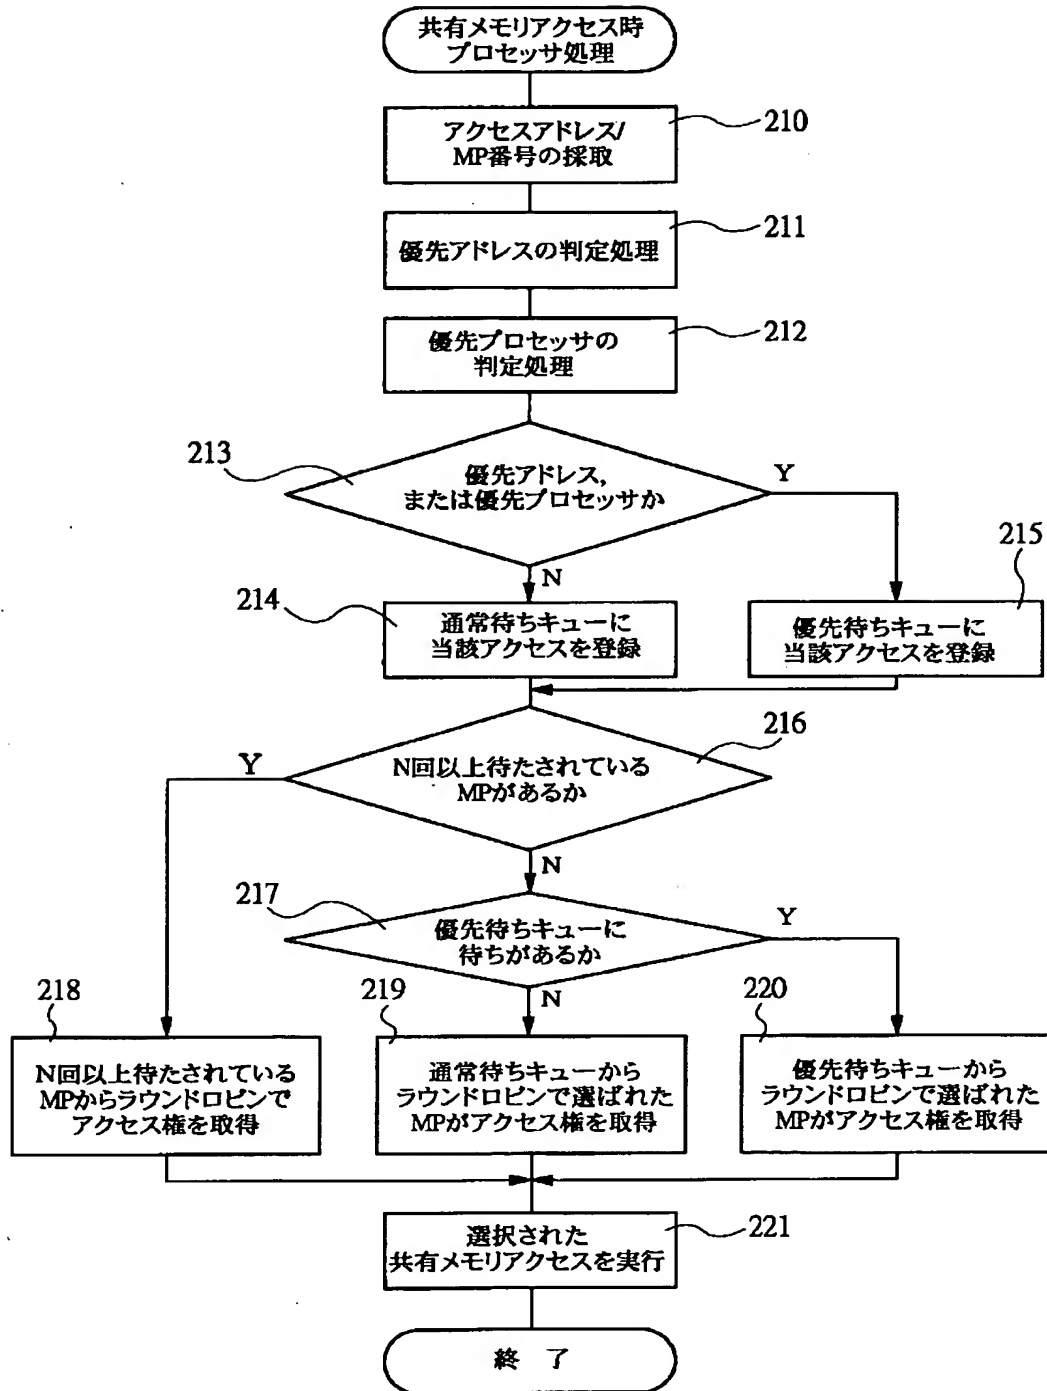 共有メモリアクセス時
プロセッサ処理
アクセスアドレス/
MP番号の採取
210
優先アドレスの判定処理
211
優先プロセッサの
判定処理
212
213
優先アドレス,
または優先プロセッサか
Y
N
214
通常待ちキューに
当該アクセスを登録
215
優先待ちキューに
当該アクセスを登録
216
N回以上待たされている
MPがあるか
Y
N
217
優先待ちキューに
待ちがあるか
Y
N
218
N回以上待たされている
MPからラウンドロビンで
アクセス権を取得
219
通常待ちキューから
ラウンドロビンで選ばれた
MPがアクセス権を取得
220
優先待ちキューから
ラウンドロビンで選ばれた
MPがアクセス権を取得
選択された
共有メモリアクセスを実行
221
終 了